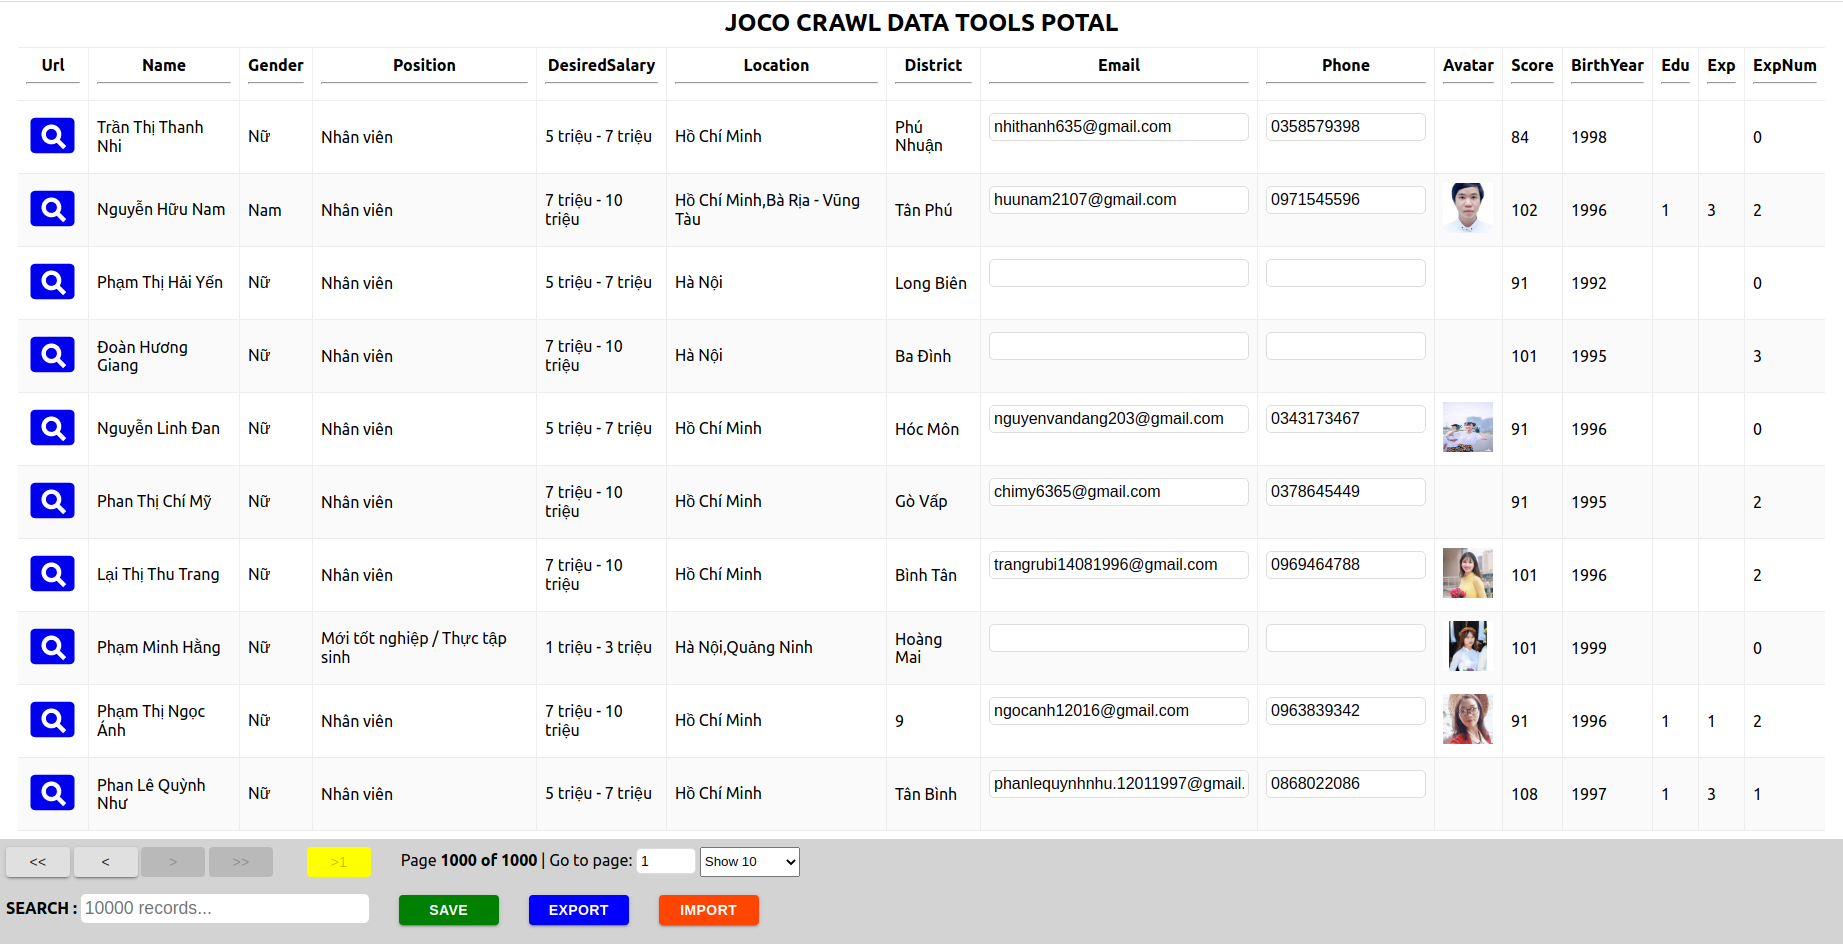 JOCO CRAWL DATA TOOLS POTAL
Url Name Gender Position DesiredSalary Location District Email Phone Avatar Score BirthYear Edu Exp ExpNum
Trần Thị Thanh Nhi Nữ Nhân viên 5 triệu - 7 triệu Hồ Chí Minh Phú Nhuận nhithanh635@gmail.com 0358579398 84 1998 0
Nguyễn Hữu Nam Nam Nhân viên 7 triệu - 10 triệu Hồ Chí Minh,Bà Rịa - Vũng Tàu Tân Phú huunam2107@gmail.com 0971545596 102 1996 1 3 2
Phạm Thị Hải Yến Nữ Nhân viên 5 triệu - 7 triệu Hà Nội Long Biên 91 1992 0
Đoàn Hương Giang Nữ Nhân viên 7 triệu - 10 triệu Hà Nội Ba Đình 101 1995 3
Nguyễn Linh Đan Nữ Nhân viên 5 triệu - 7 triệu Hồ Chí Minh Hóc Môn nguyenvandang203@gmail.com 0343173467 91 1996 0
Phan Thị Chí Mỹ Nữ Nhân viên 7 triệu - 10 triệu Hồ Chí Minh Gò Vấp chimy6365@gmail.com 0378645449 91 1995 2
Lại Thị Thu Trang Nữ Nhân viên 7 triệu - 10 triệu Hồ Chí Minh Bình Tân trangrubi14081996@gmail.com 0969464788 101 1996 2
Phạm Minh Hằng Nữ Mới tốt nghiệp / Thực tập sinh 1 triệu - 3 triệu Hà Nội,Quảng Ninh Hoàng Mai 101 1999 0
Phạm Thị Ngọc Ánh Nữ Nhân viên 7 triệu - 10 triệu Hồ Chí Minh 9 ngocanh12016@gmail.com 0963839342 91 1996 1 1 2
Phan Lê Quỳnh Như Nữ Nhân viên 5 triệu - 7 triệu Hồ Chí Minh Tân Bình phanlequynhnhu.12011997@gmail. 0868022086 108 1997 1 3 1
<< < > >> >1 Page 1000 of 1000 | Go to page: 1 Show 10
SEARCH : 10000 records... SAVE EXPORT IMPORT